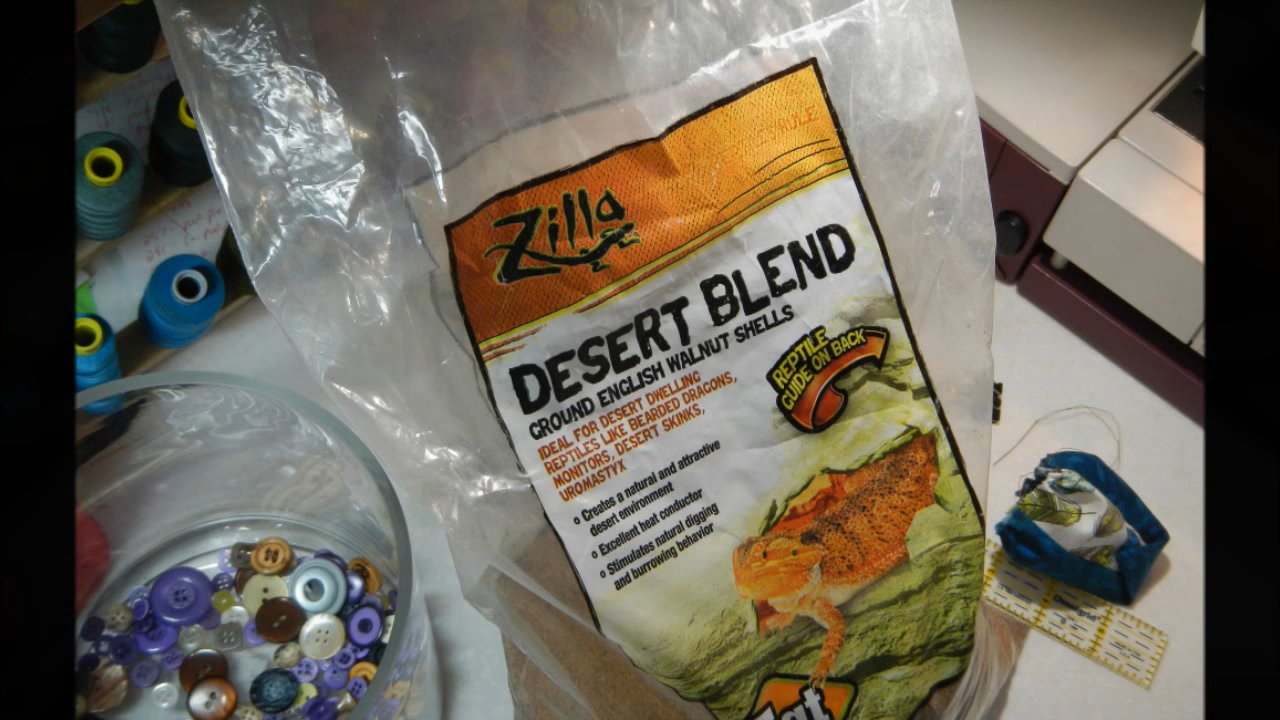 Zilla
DESERT BLEND
GROUND ENGLISH WALNUT SHELLS
IDEAL FOR DESERT DWELLING
REPTILES LIKE BEARDED DRAGONS,
MONITORS, DESERT SKINKS,
UROMASTYX
REPTILE
GUIDE ON BACK
Creates a natural and attractive
desert environment
Excellent heat conductor
Stimulates natural digging
and burrowing behavior